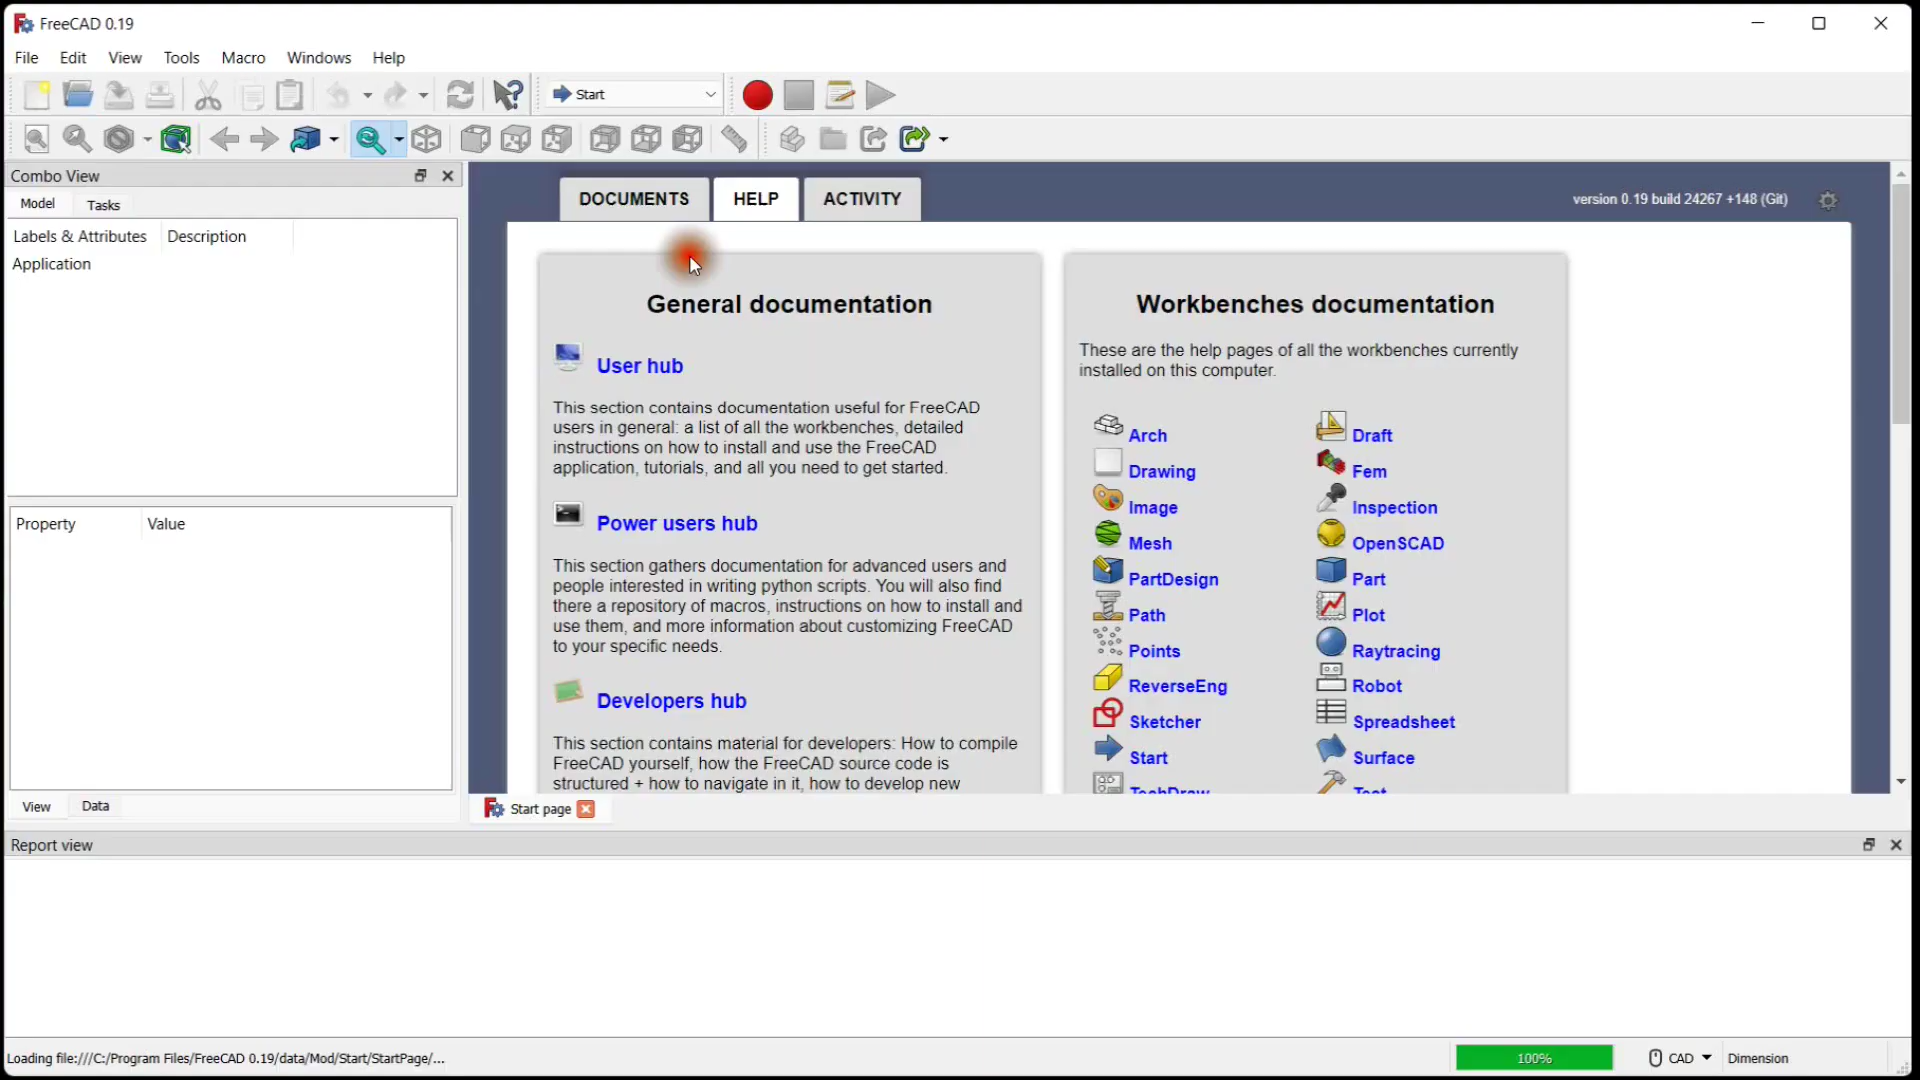 FreeCAD 0.19
File Edit View Tools Macro Windows Help
Start
Combo View
Model Tasks
Labels & Attributes Description
Application
Property Value
View Data
DOCUMENTS HELP ACTIVITY
version 0.19 build 24267 +148 (Git)
General documentation
User hub
This section contains documentation useful for FreeCAD
users in general: a list of all the workbenches, detailed
instructions on how to install and use the FreeCAD
application, tutorials, and all you need to get started.
Power users hub
This section gathers documentation for advanced users and
people interested in writing python scripts. You will also find
there a repository of macros, instructions on how to install and
use them, and more information about customizing FreeCAD
to your specific needs.
Developers hub
This section contains material for developers: How to compile
FreeCAD yourself, how the FreeCAD source code is
structured + how to navigate in it, how to develop new
Workbenches documentation
These are the help pages of all the workbenches currently
installed on this computer.
Arch Draft
Drawing Fem
Image Inspection
Mesh OpenSCAD
PartDesign Part
Path Plot
Points Raytracing
ReverseEng Robot
Sketcher Spreadsheet
Start Surface
TechDraw Test
Start page
Report view
Loading file:///C:/Program Files/FreeCAD 0.19/data/Mod/Start/StartPage/...
100%
CAD
Dimension